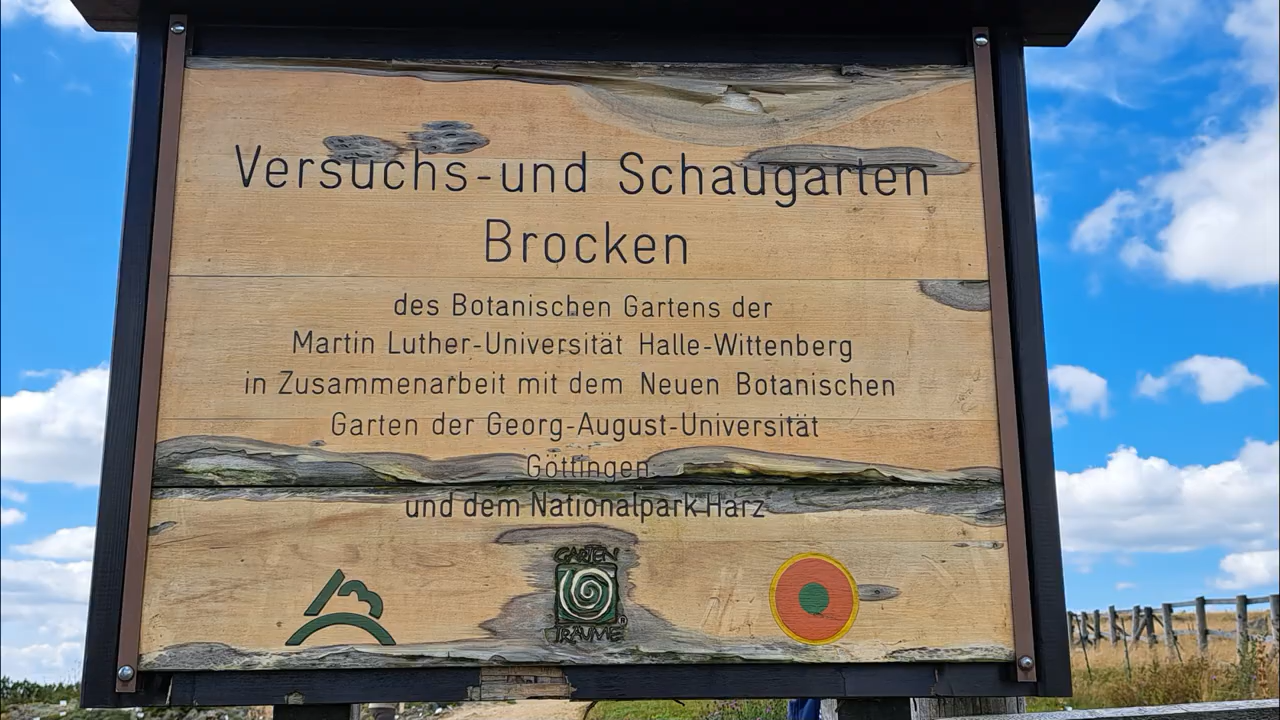 Versuchs-und Schaugarten
Brocken
des Botanischen Gartens der
Martin Luther-Universität Halle-Wittenberg
in Zusammenarbeit mit dem Neuen Botanischen
Garten der Georg-August-Universität
Göttingen
und dem Nationalpark Harz
GARTEN
TRÄUME®